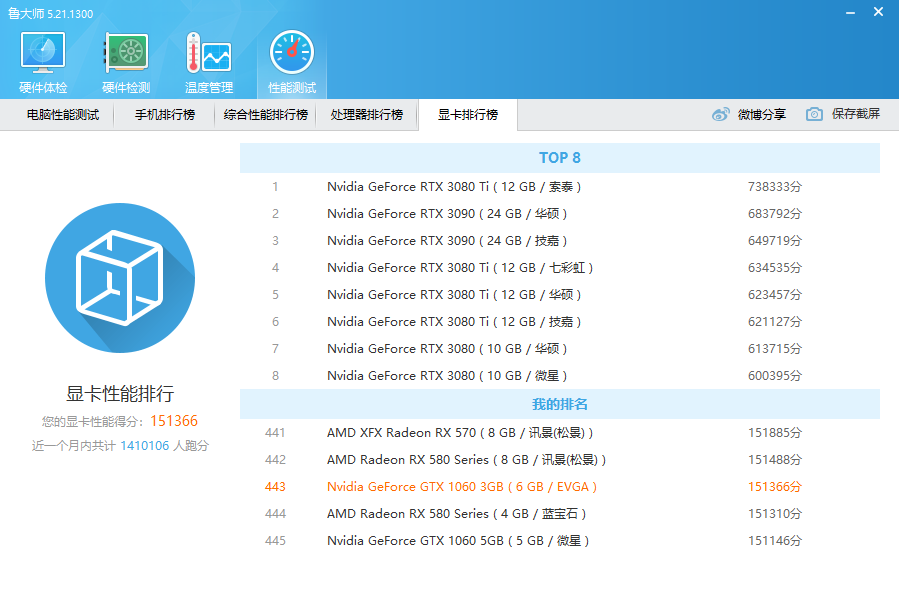 鲁大师 5.21.1300
硬件体检 硬件检测 温度管理 性能测试
电脑性能测试 手机排行榜 综合性能排行榜 处理器排行榜 显卡排行榜 微博分享 保存截屏
TOP 8
1 Nvidia GeForce RTX 3080 Ti ( 12 GB / 索泰 ) 738333分
2 Nvidia GeForce RTX 3090 ( 24 GB / 华硕 ) 683792分
3 Nvidia GeForce RTX 3090 ( 24 GB / 技嘉 ) 649719分
4 Nvidia GeForce RTX 3080 Ti ( 12 GB / 七彩虹 ) 634535分
5 Nvidia GeForce RTX 3080 Ti ( 12 GB / 华硕 ) 623457分
6 Nvidia GeForce RTX 3080 Ti ( 12 GB / 技嘉 ) 621127分
7 Nvidia GeForce RTX 3080 ( 10 GB / 华硕 ) 613715分
8 Nvidia GeForce RTX 3080 ( 10 GB / 微星 ) 600395分
显卡性能排行
您的显卡性能得分: 151366
近一个月内共计 1410106 人跑分
我的排名
441 AMD XFX Radeon RX 570 ( 8 GB / 讯景(松景) ) 151885分
442 AMD Radeon RX 580 Series ( 8 GB / 讯景(松景) ) 151488分
443 Nvidia GeForce GTX 1060 3GB ( 6 GB / EVGA ) 151366分
444 AMD Radeon RX 580 Series ( 4 GB / 蓝宝石 ) 151310分
445 Nvidia GeForce GTX 1060 5GB ( 5 GB / 微星 ) 151146分